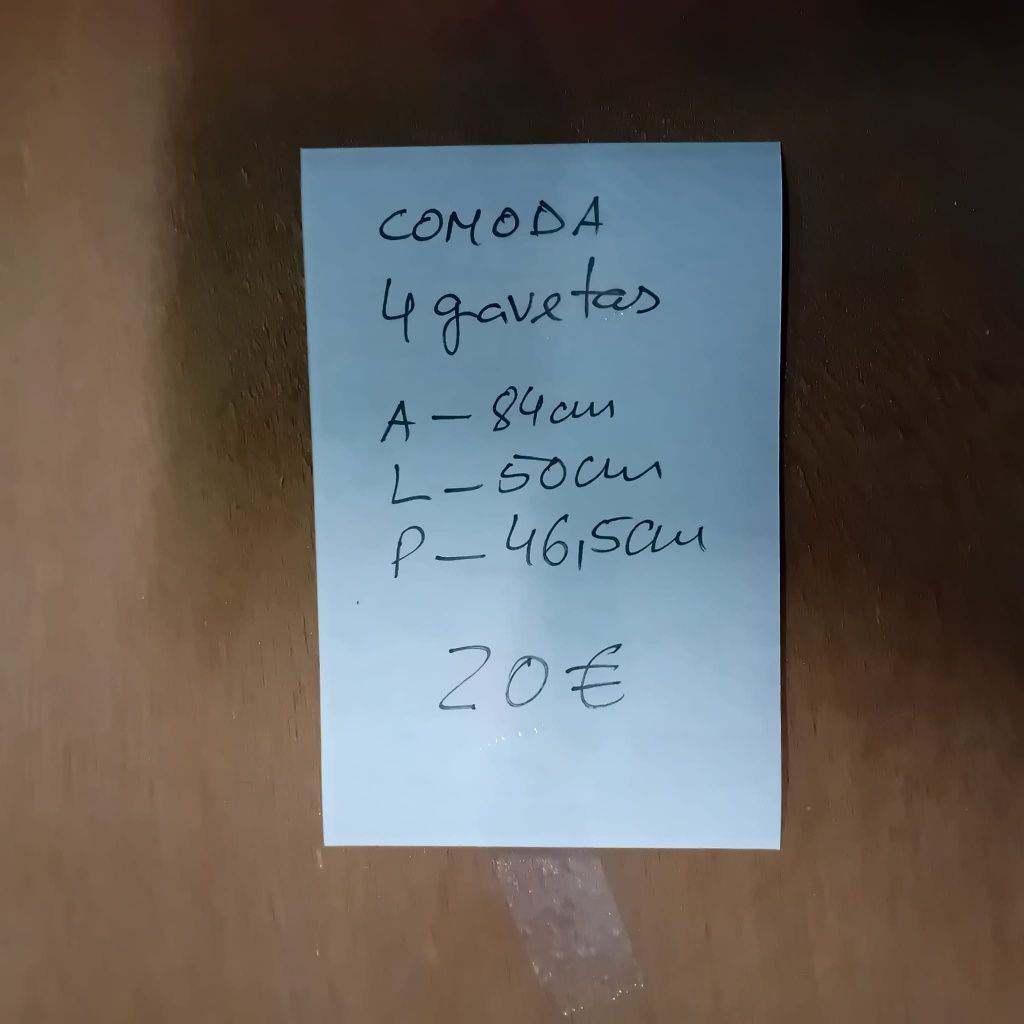 COMODA
4 gavetas
A - 84cm
L - 50cm
P - 46,5cm
20€